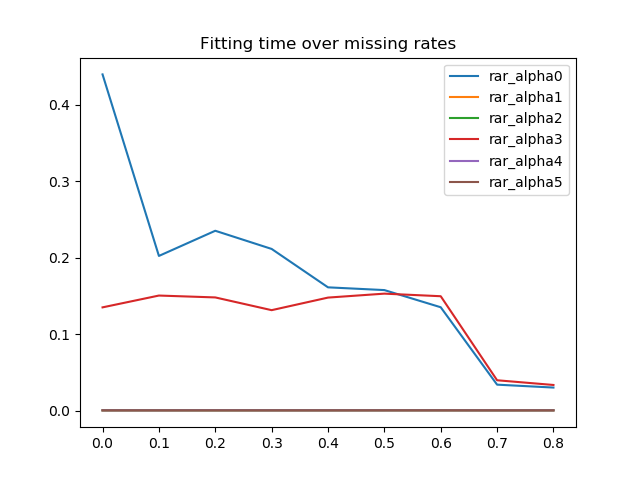 Fitting time over missing rates
rar_alpha0
rar_alpha1
rar_alpha2
rar_alpha3
rar_alpha4
rar_alpha5
0.4
0.3
0.2
0.1
0.0
0.0 0.1 0.2 0.3 0.4 0.5 0.6 0.7 0.8